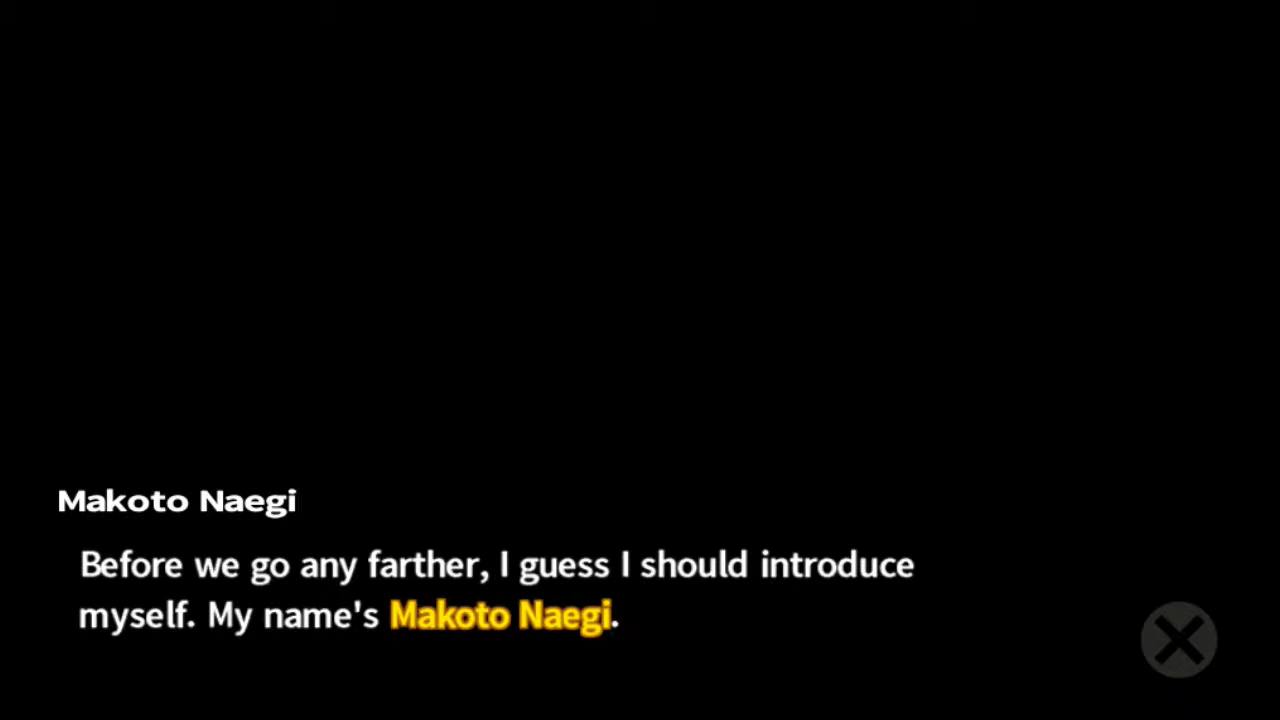 Makoto Naegi
Before we go any farther, I guess I should introduce
myself. My name's Makoto Naegi.